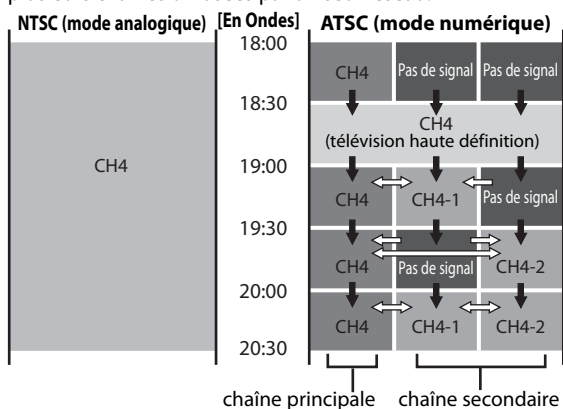 NTSC (mode analogique) [En Ondes] ATSC (mode numérique)
18:00
CH4 Pas de signal Pas de signal
18:30
CH4
(télévision haute définition)
19:00
CH4
CH4 CH4-1 Pas de signal
19:30
CH4 Pas de signal CH4-2
20:00
CH4 CH4-1 CH4-2
20:30
chaîne principale chaîne secondaire